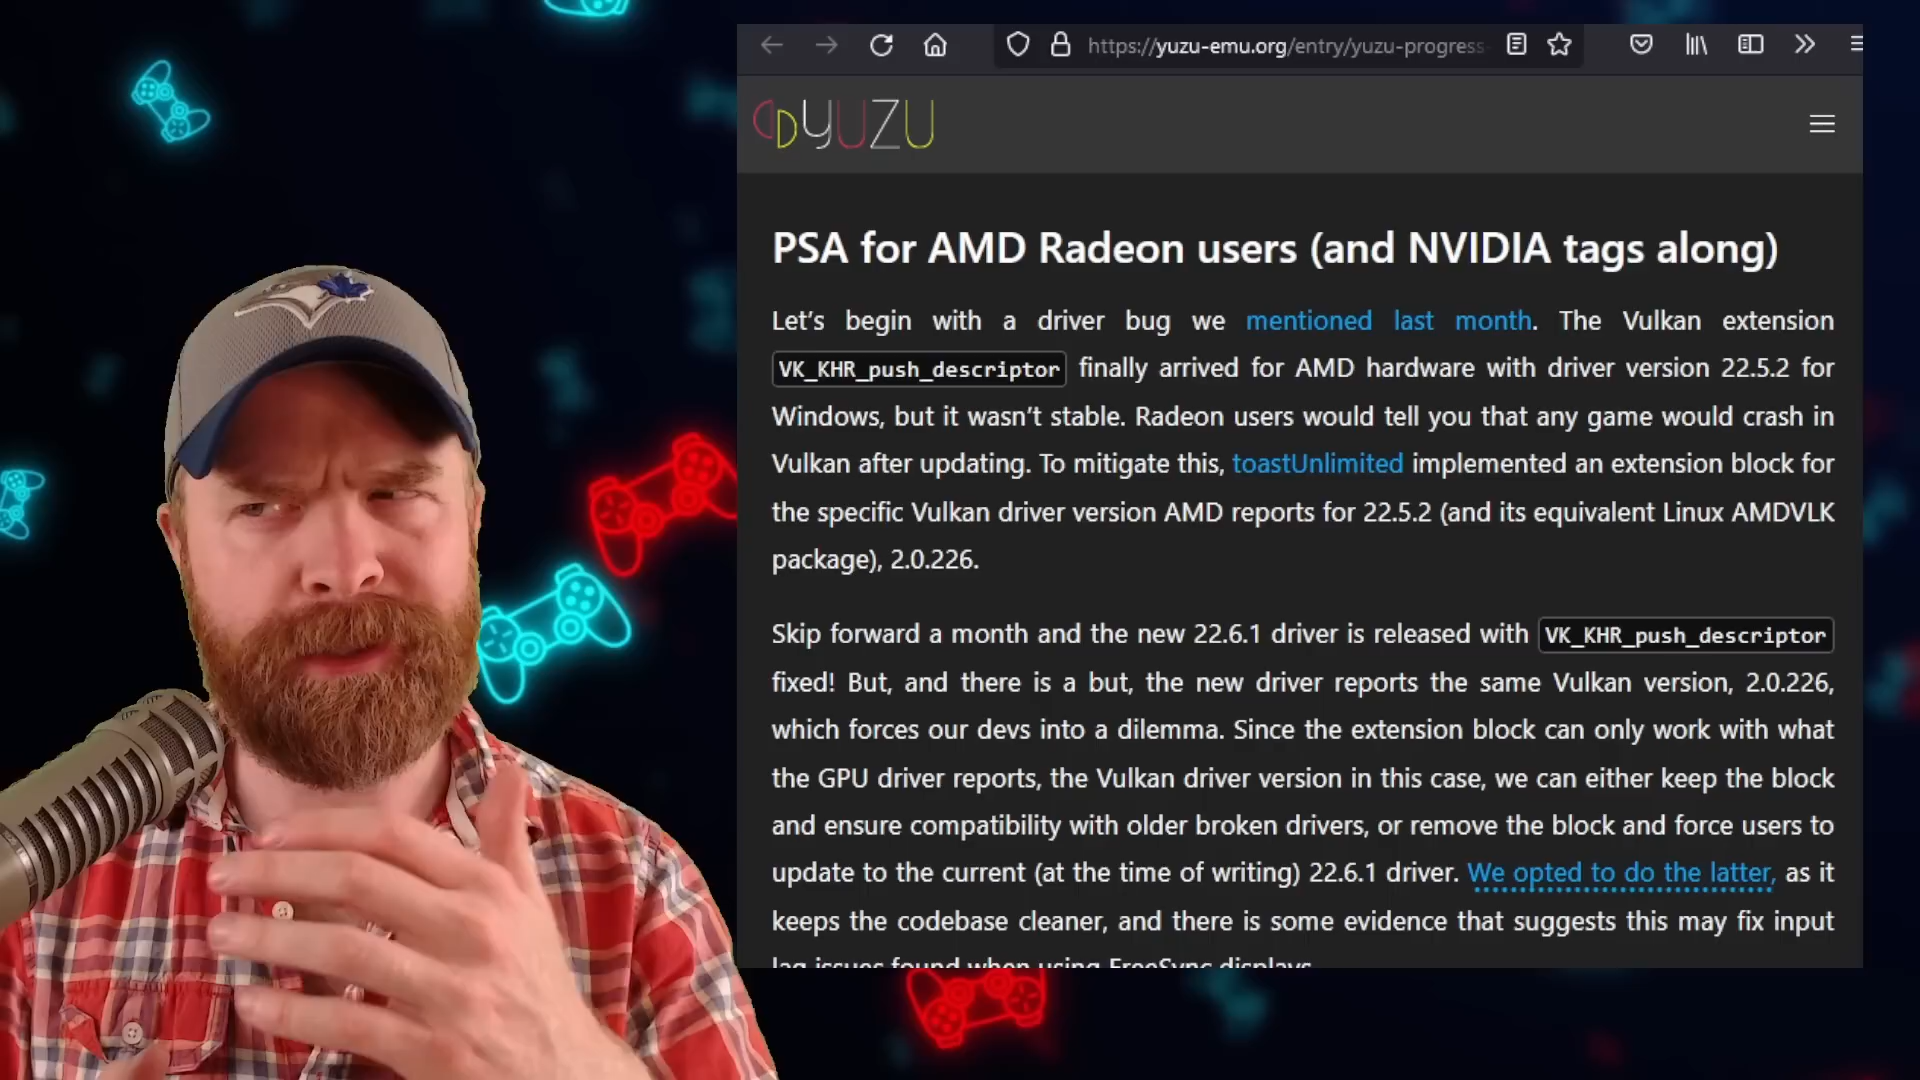 https://yuzu-emu.org/entry/yuzu-progress-
YUZU
PSA for AMD Radeon users (and NVIDIA tags along)
Let's begin with a driver bug we mentioned last month. The Vulkan extension
VK_KHR_push_descriptor finally arrived for AMD hardware with driver version 22.5.2 for
Windows, but it wasn't stable. Radeon users would tell you that any game would crash in
Vulkan after updating. To mitigate this, toastUnlimited implemented an extension block for
the specific Vulkan driver version AMD reports for 22.5.2 (and its equivalent Linux AMDVLK
package), 2.0.226.
Skip forward a month and the new 22.6.1 driver is released with VK_KHR_push_descriptor
fixed! But, and there is a but, the new driver reports the same Vulkan version, 2.0.226,
which forces our devs into a dilemma. Since the extension block can only work with what
the GPU driver reports, the Vulkan driver version in this case, we can either keep the block
and ensure compatibility with older broken drivers, or remove the block and force users to
update to the current (at the time of writing) 22.6.1 driver. We opted to do the latter, as it
keeps the codebase cleaner, and there is some evidence that suggests this may fix input
lag issues found when using FreeSync displays.